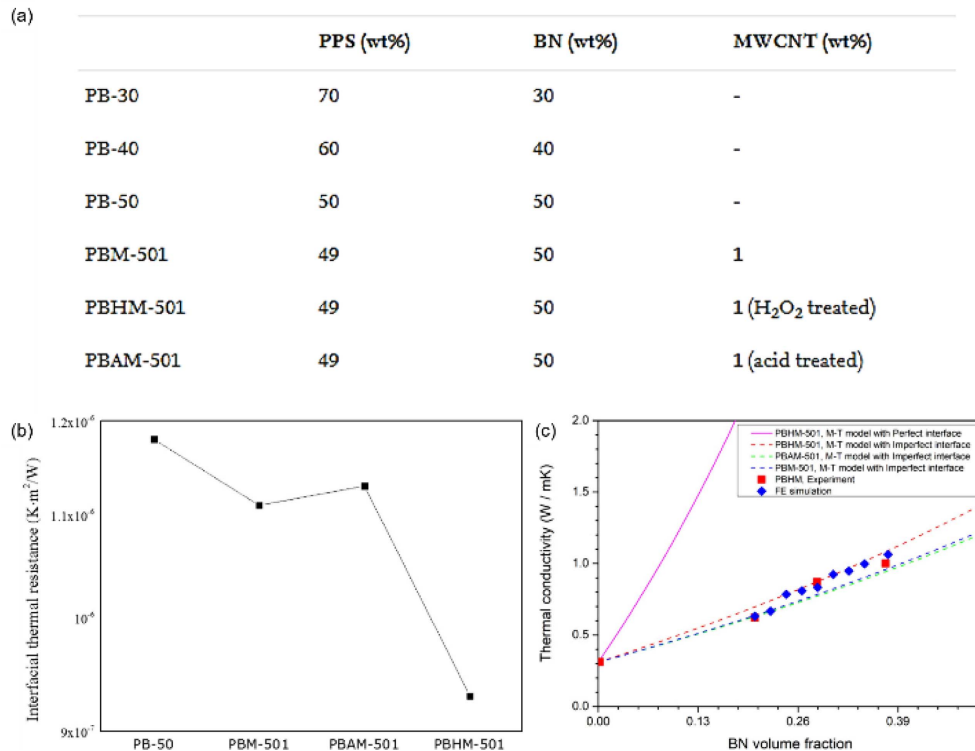 (a)
PPS (wt%) BN (wt%) MWCNT (wt%)
PB-30 70 30 -
PB-40 60 40 -
PB-50 50 50 -
PBM-501 49 50 1
PBHM-501 49 50 1 (H₂O₂ treated)
PBAM-501 49 50 1 (acid treated)
(b)
Interfacial thermal resistance (K·m²/W)
1.2x10⁻⁶
1.1x10⁻⁶
10⁻⁶
9x10⁻⁷
PB-50 PBM-501 PBAM-501 PBHM-501
(c)
Thermal conductivity (W / mK)
2.0
1.5
1.0
0.5
0.0
PBHM-501, M-T model with Perfect interface
PBHM-501, M-T model with Imperfect interface
PBAM-501, M-T model with Imperfect interface
PBM-501, M-T model with Imperfect interface
PBHM, Experiment
FE simulation
0.00 0.13 0.26 0.39
BN volume fraction